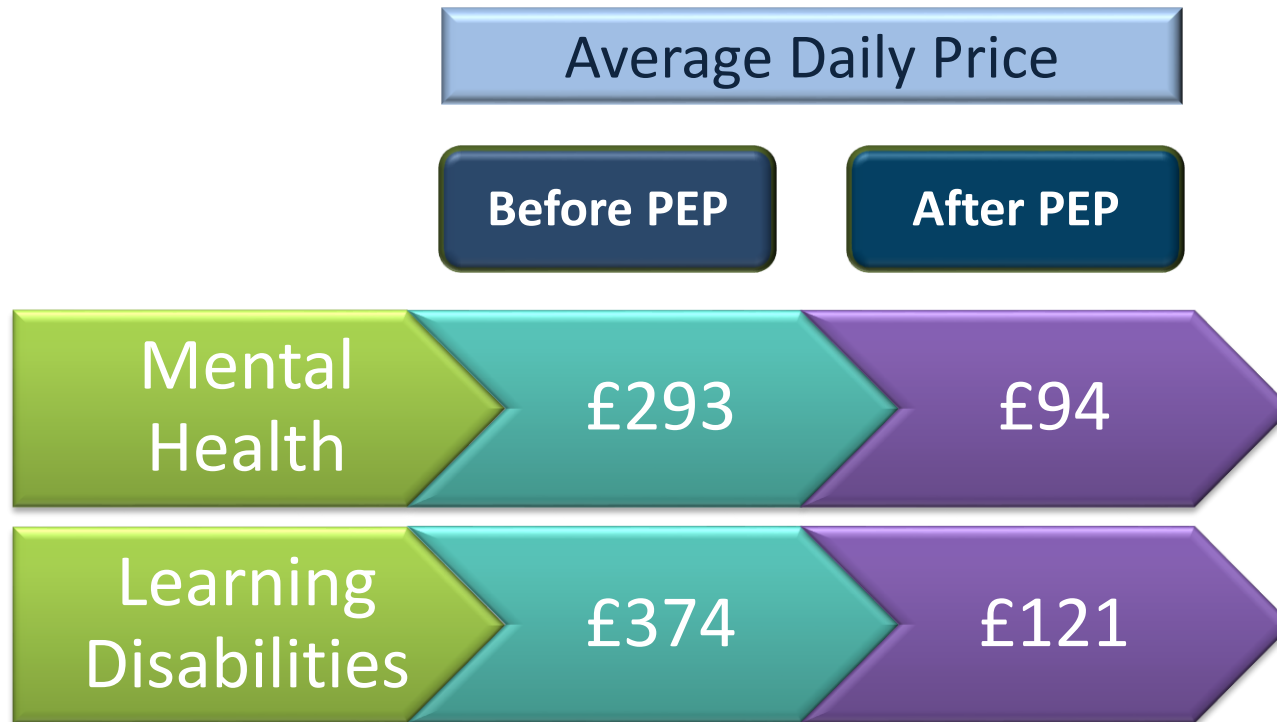 Average Daily Price
Before PEP
After PEP
Mental
Health
£293
£94
Learning
Disabilities
£374
£121